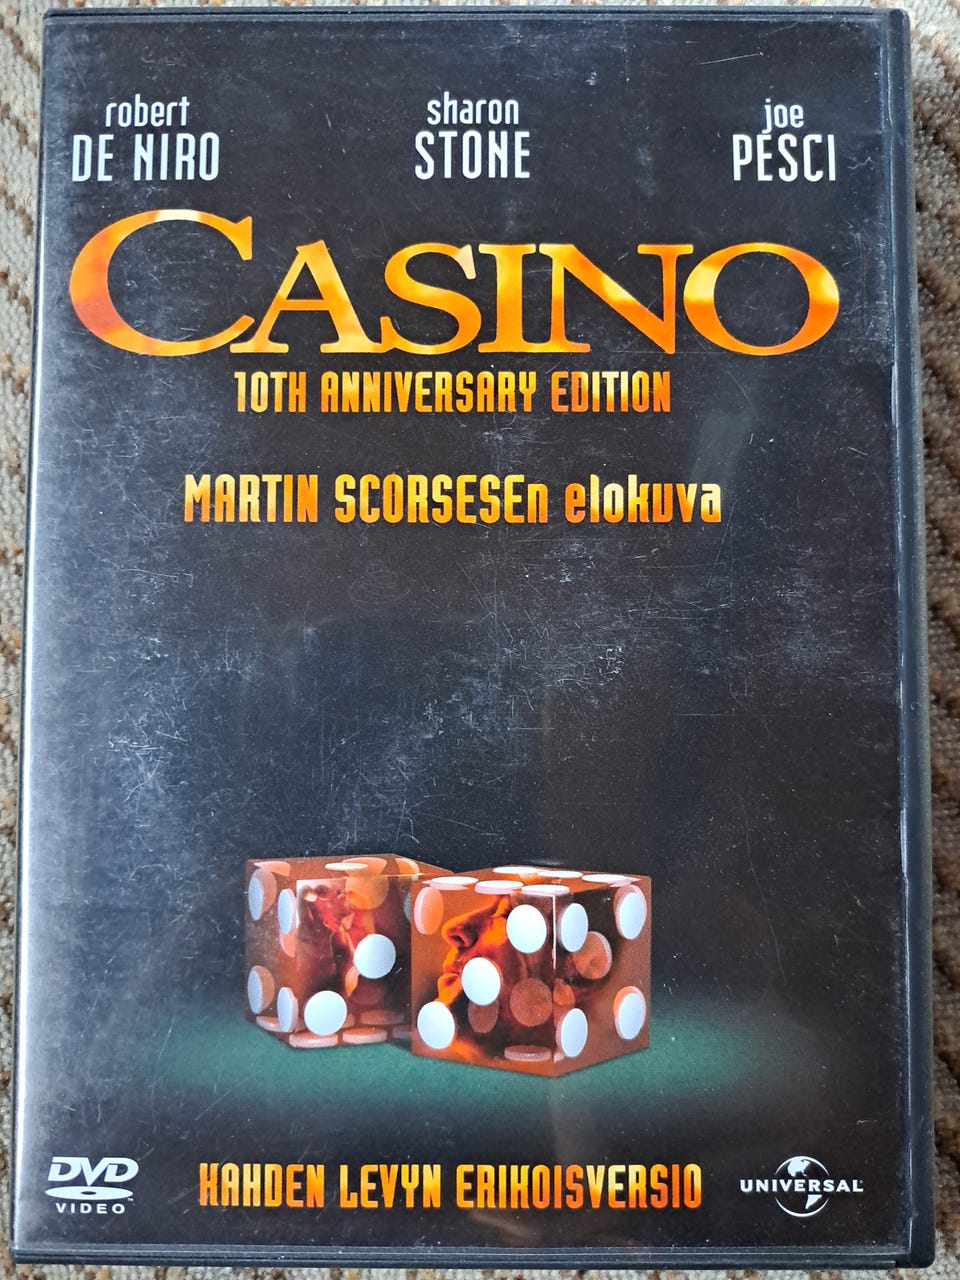 robert
DE NIRO
sharon
STONE
joe
PESCI
CASINO
10TH ANNIVERSARY EDITION
MARTIN SCORSESEn elokuva
KAHDEN LEVYN ERIKOISVERSIO
DVD
VIDEO
UNIVERSAL